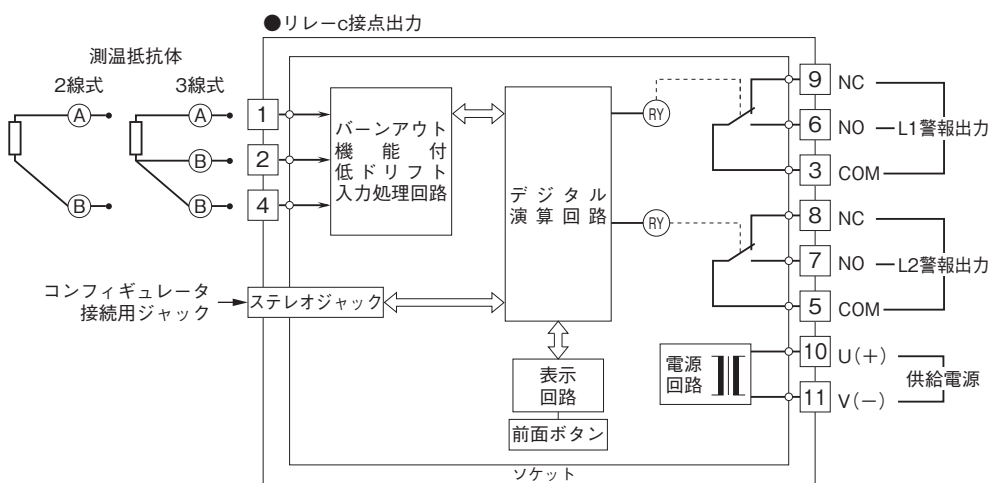 ●リレーc接点出力
測温抵抗体
2線式
3線式
A
B
A
B
B
1
2
4
バーンアウト
機能付
低ドリフト
入力処理回路
デジタル
演算回路
RY
RY
9 NC
6 NO
3 COM
L1警報出力
8 NC
7 NO
5 COM
L2警報出力
コンフィギュレータ
接続用ジャック
ステレオジャック
表示
回路
前面ボタン
電源
回路
10 U(+)
11 V(−)
供給電源
ソケット